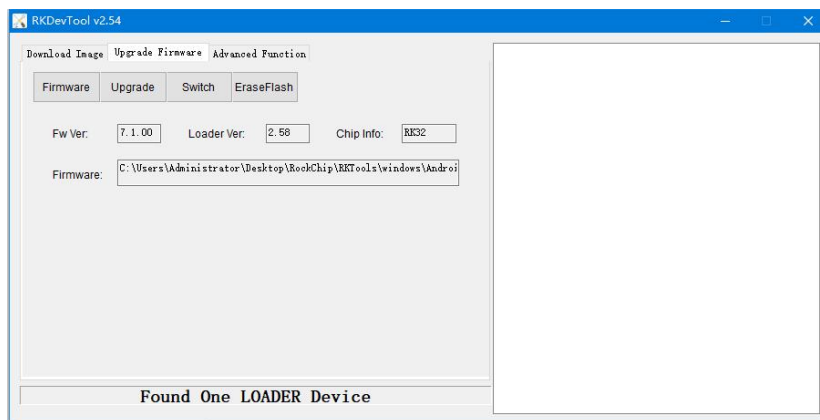 RKDevTool v2.54
Download Image Upgrade Firmware Advanced Function
Firmware Upgrade Switch EraseFlash
Fw Ver: 7.1.00 Loader Ver: 2.58 Chip Info: RK32
Firmware: C:\Users\Administrator\Desktop\RockChip\RKTools\windows\Androi
Found One LOADER Device